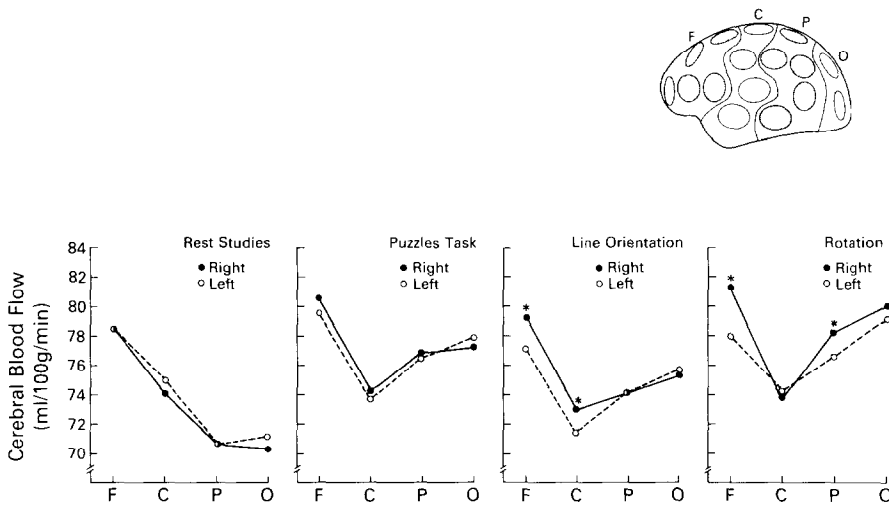 C
F P
O
Rest Studies Puzzles Task Line Orientation Rotation
Right Right Right Right
Left Left Left Left
Cerebral Blood Flow
(ml/100g/min)
84
82
80
78
76
74
72
70
* * * *
F C P O F C P O F C P O F C P O